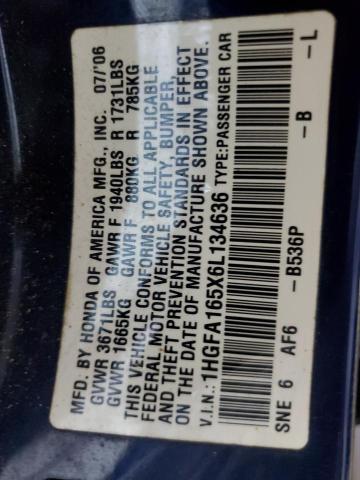 MFD. BY HONDA OF AMERICA MFG., INC. 07/06
GVWR 3671LBS GAWR F 1940LBS R 1731LBS
GVWR 1665KG GAWR F 880KG R 785KG
THIS VEHICLE CONFORMS TO ALL APPLICABLE
FEDERAL MOTOR VEHICLE SAFETY, BUMPER,
AND THEFT PREVENTION STANDARDS IN EFFECT
ON THE DATE OF MANUFACTURE SHOWN ABOVE.
V.I.N.: 1HGFA165X6L134636 TYPE:PASSENGER CAR
SNE 6 AF6 -B536P -B -L